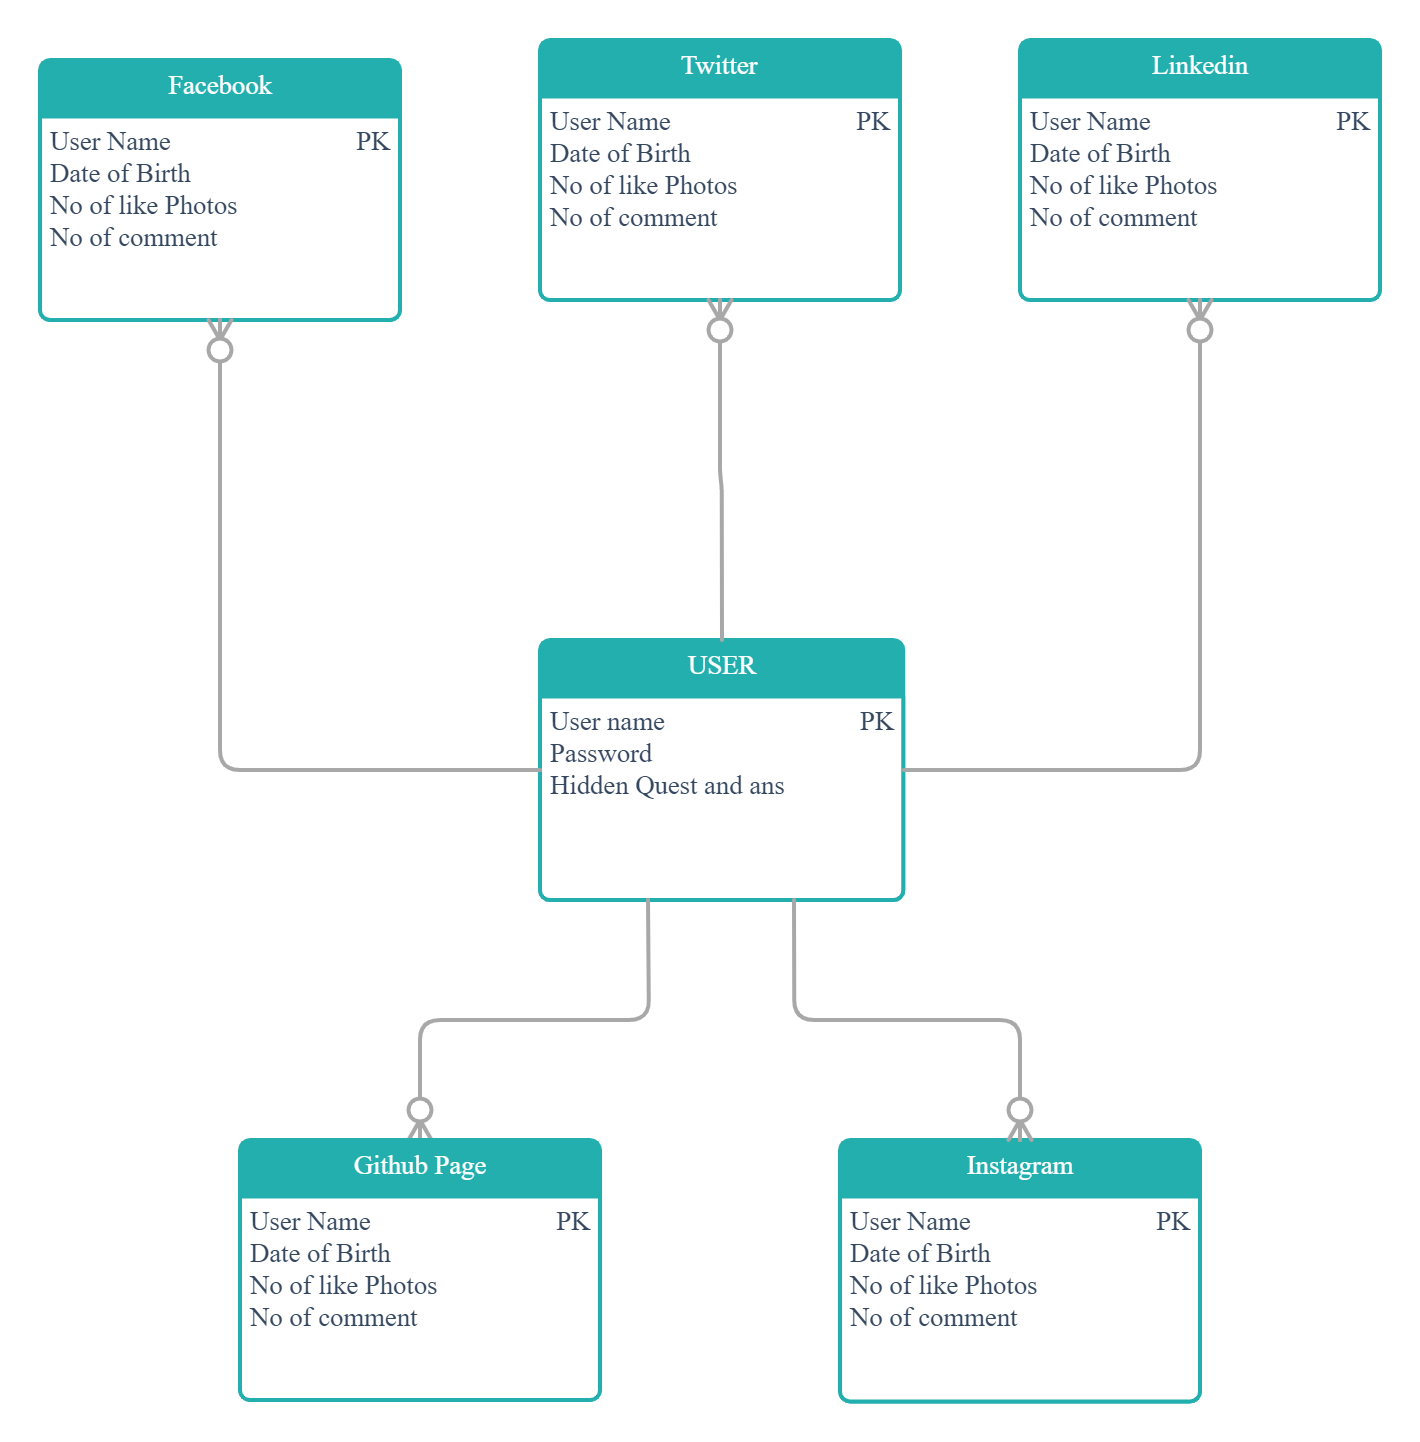 Facebook
User Name PK
Date of Birth
No of like Photos
No of comment
Twitter
User Name PK
Date of Birth
No of like Photos
No of comment
Linkedin
User Name PK
Date of Birth
No of like Photos
No of comment
USER
User name PK
Password
Hidden Quest and ans
Github Page
User Name PK
Date of Birth
No of like Photos
No of comment
Instagram
User Name PK
Date of Birth
No of like Photos
No of comment